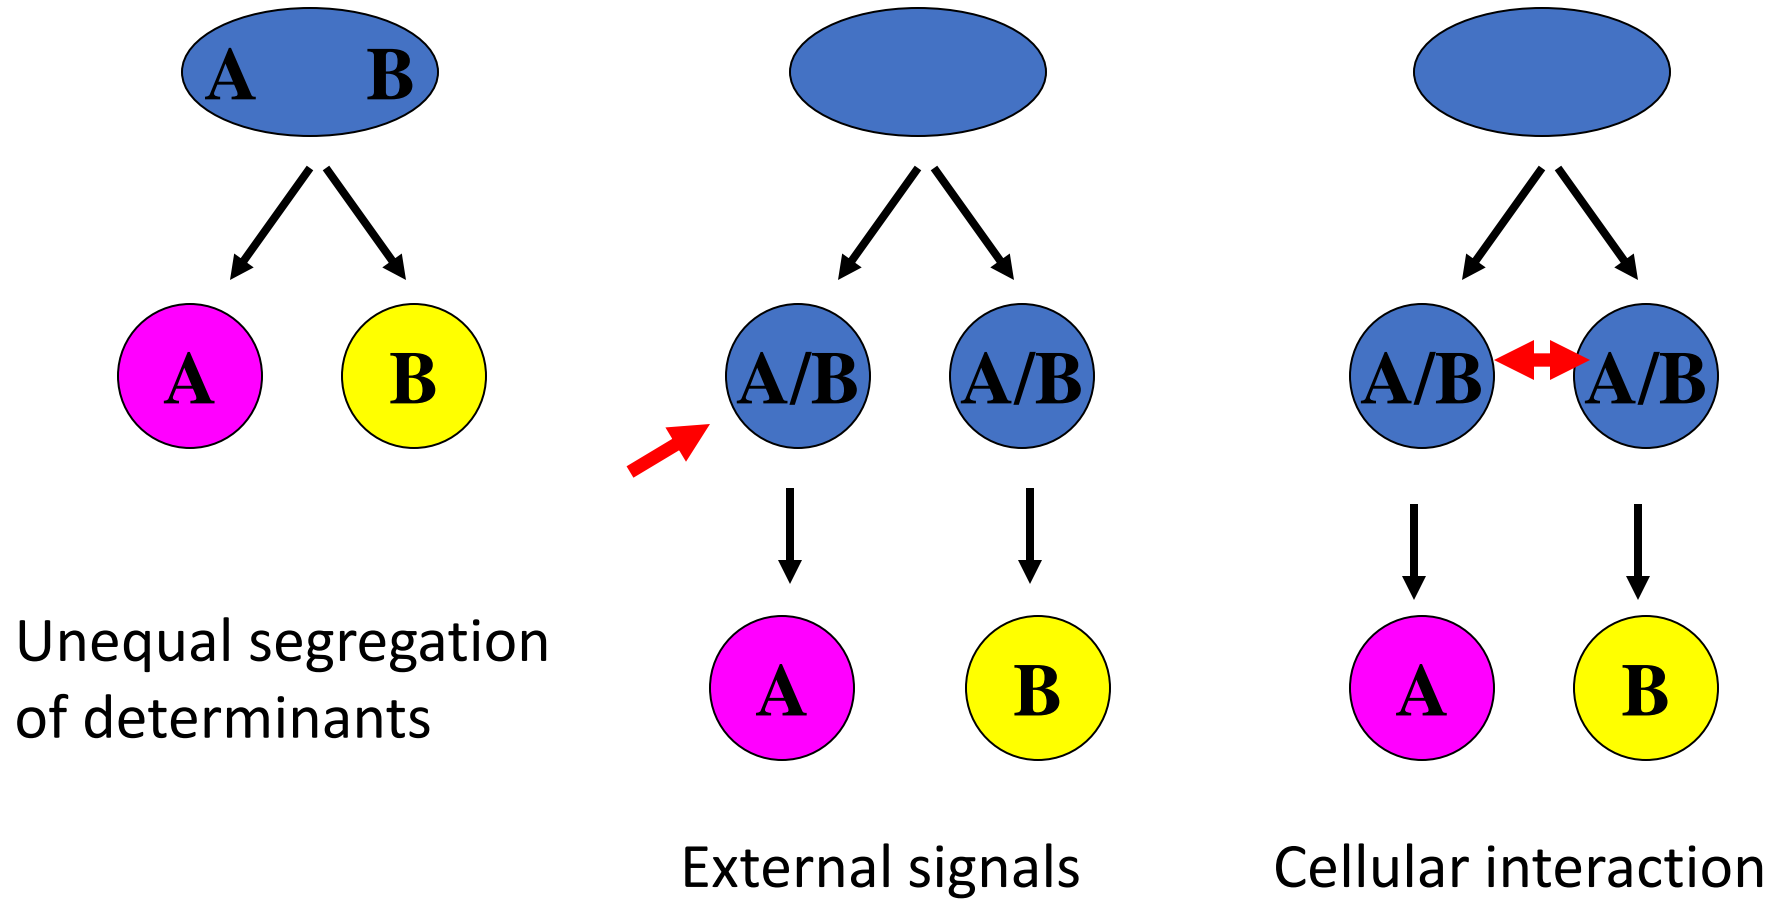 A B
A B
A/B A/B
A/B A/B
A B
A B
Unequal segregation
of determinants
External signals
Cellular interaction